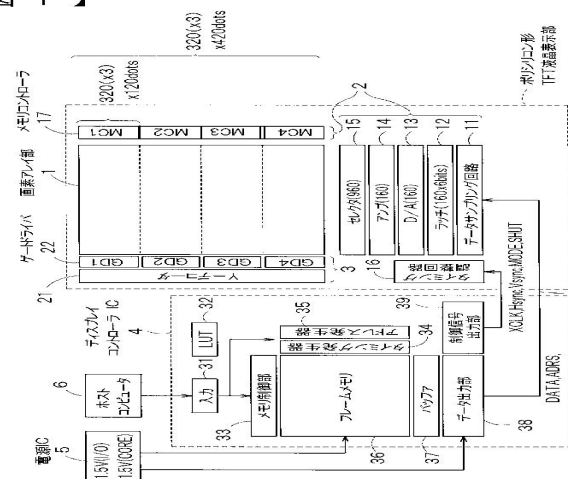 320(x3)
x420dots
320(x3)
x120dots
メモリコントローラ
17
MC1
MC2
MC3
MC4
2
画素アレイ部
1
ゲートドライバ
22
GD1
GD2
GD3
GD4
3
21
Yーデコーダ
ポリシリコン形
TFT液晶表示部
セレクタ(960)
15
アンプ(160)
14
D/A(160)
13
ラッチ(160x6bits)
12
データサンプリング回路
11
タイミング
調整回路
16
ディスプレイ
コントローラ IC
4
ホスト
コンピュータ
6
電源IC
5
1.5V(I/O)
1.5V(CORE)
入力
31
LUT
32
メモリ制御部
33
アドレス発生器
35
タイミング発生器
34
フレームメモリ
36
バッファ
37
データ出力部
38
制御信号
出力部
39
XCLK,Hsync,Vsync,MODE,SHUT
DATA,ADRS,